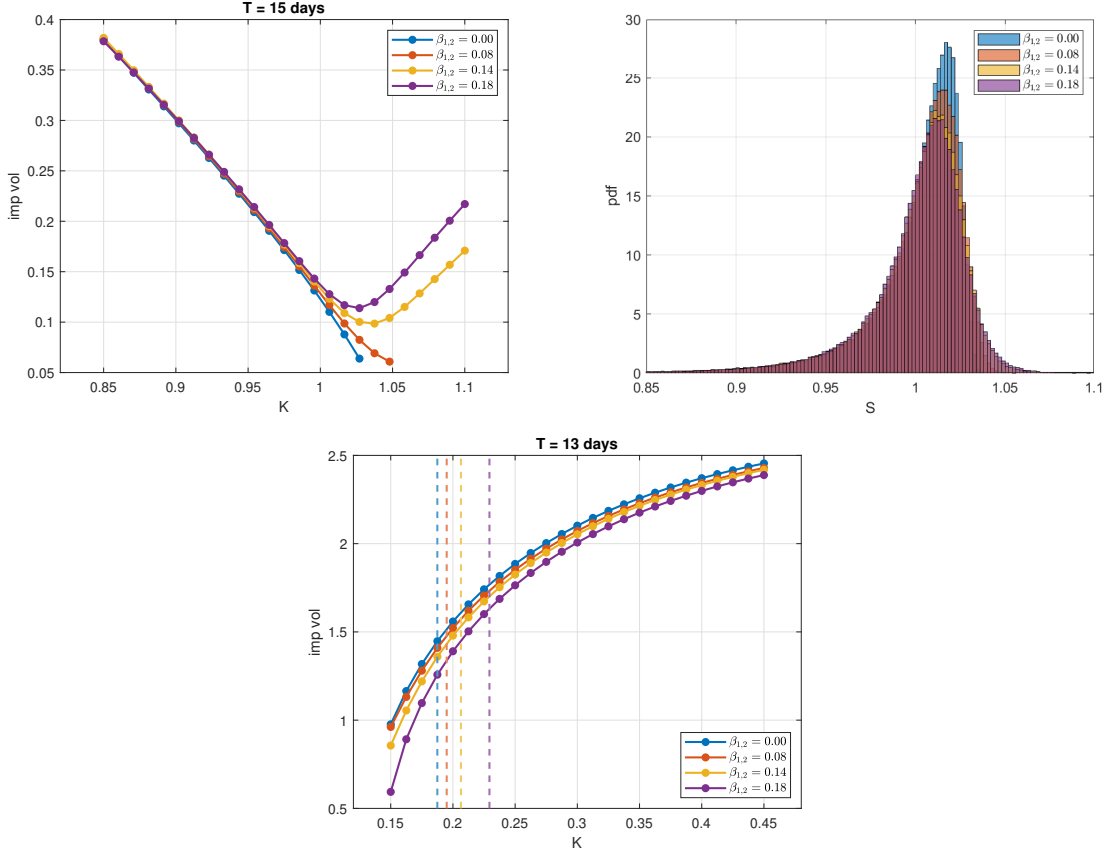 T = 15 days
0.4
0.35
0.3
0.25
0.2
0.15
0.1
0.05
imp vol
0.85
0.9
0.95
1
1.05
1.1
K
β1,2 = 0.00
β1,2 = 0.08
β1,2 = 0.14
β1,2 = 0.18
30
25
20
15
10
5
0
pdf
0.85
0.9
0.95
1
1.05
1.1
S
β1,2 = 0.00
β1,2 = 0.08
β1,2 = 0.14
β1,2 = 0.18
T = 13 days
2.5
2
1.5
1
0.5
imp vol
0.15
0.2
0.25
0.3
0.35
0.4
0.45
K
β1,2 = 0.00
β1,2 = 0.08
β1,2 = 0.14
β1,2 = 0.18